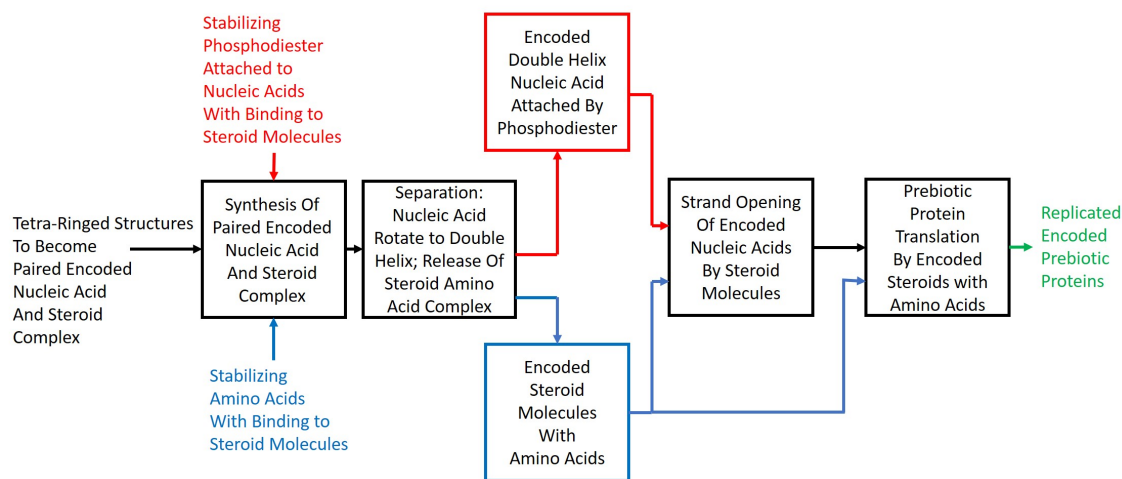 Stabilizing
Phosphodiester
Attached to
Nucleic Acids
With Binding to
Steroid Molecules
Encoded
Double Helix
Nucleic Acid
Attached By
Phosphodiester
Tetra-Ringed Structures
To Become
Paired Encoded
Nucleic Acid
And Steroid
Complex
Synthesis Of
Paired Encoded
Nucleic Acid
And Steroid
Complex
Separation:
Nucleic Acid
Rotate to Double
Helix; Release Of
Steroid Amino
Acid Complex
Strand Opening
Of Encoded
Nucleic Acids
By Steroid
Molecules
Prebiotic
Protein
Translation
By Encoded
Steroids with
Amino Acids
Replicated
Encoded
Prebiotic
Proteins
Stabilizing
Amino Acids
With Binding to
Steroid Molecules
Encoded
Steroid
Molecules
With
Amino Acids